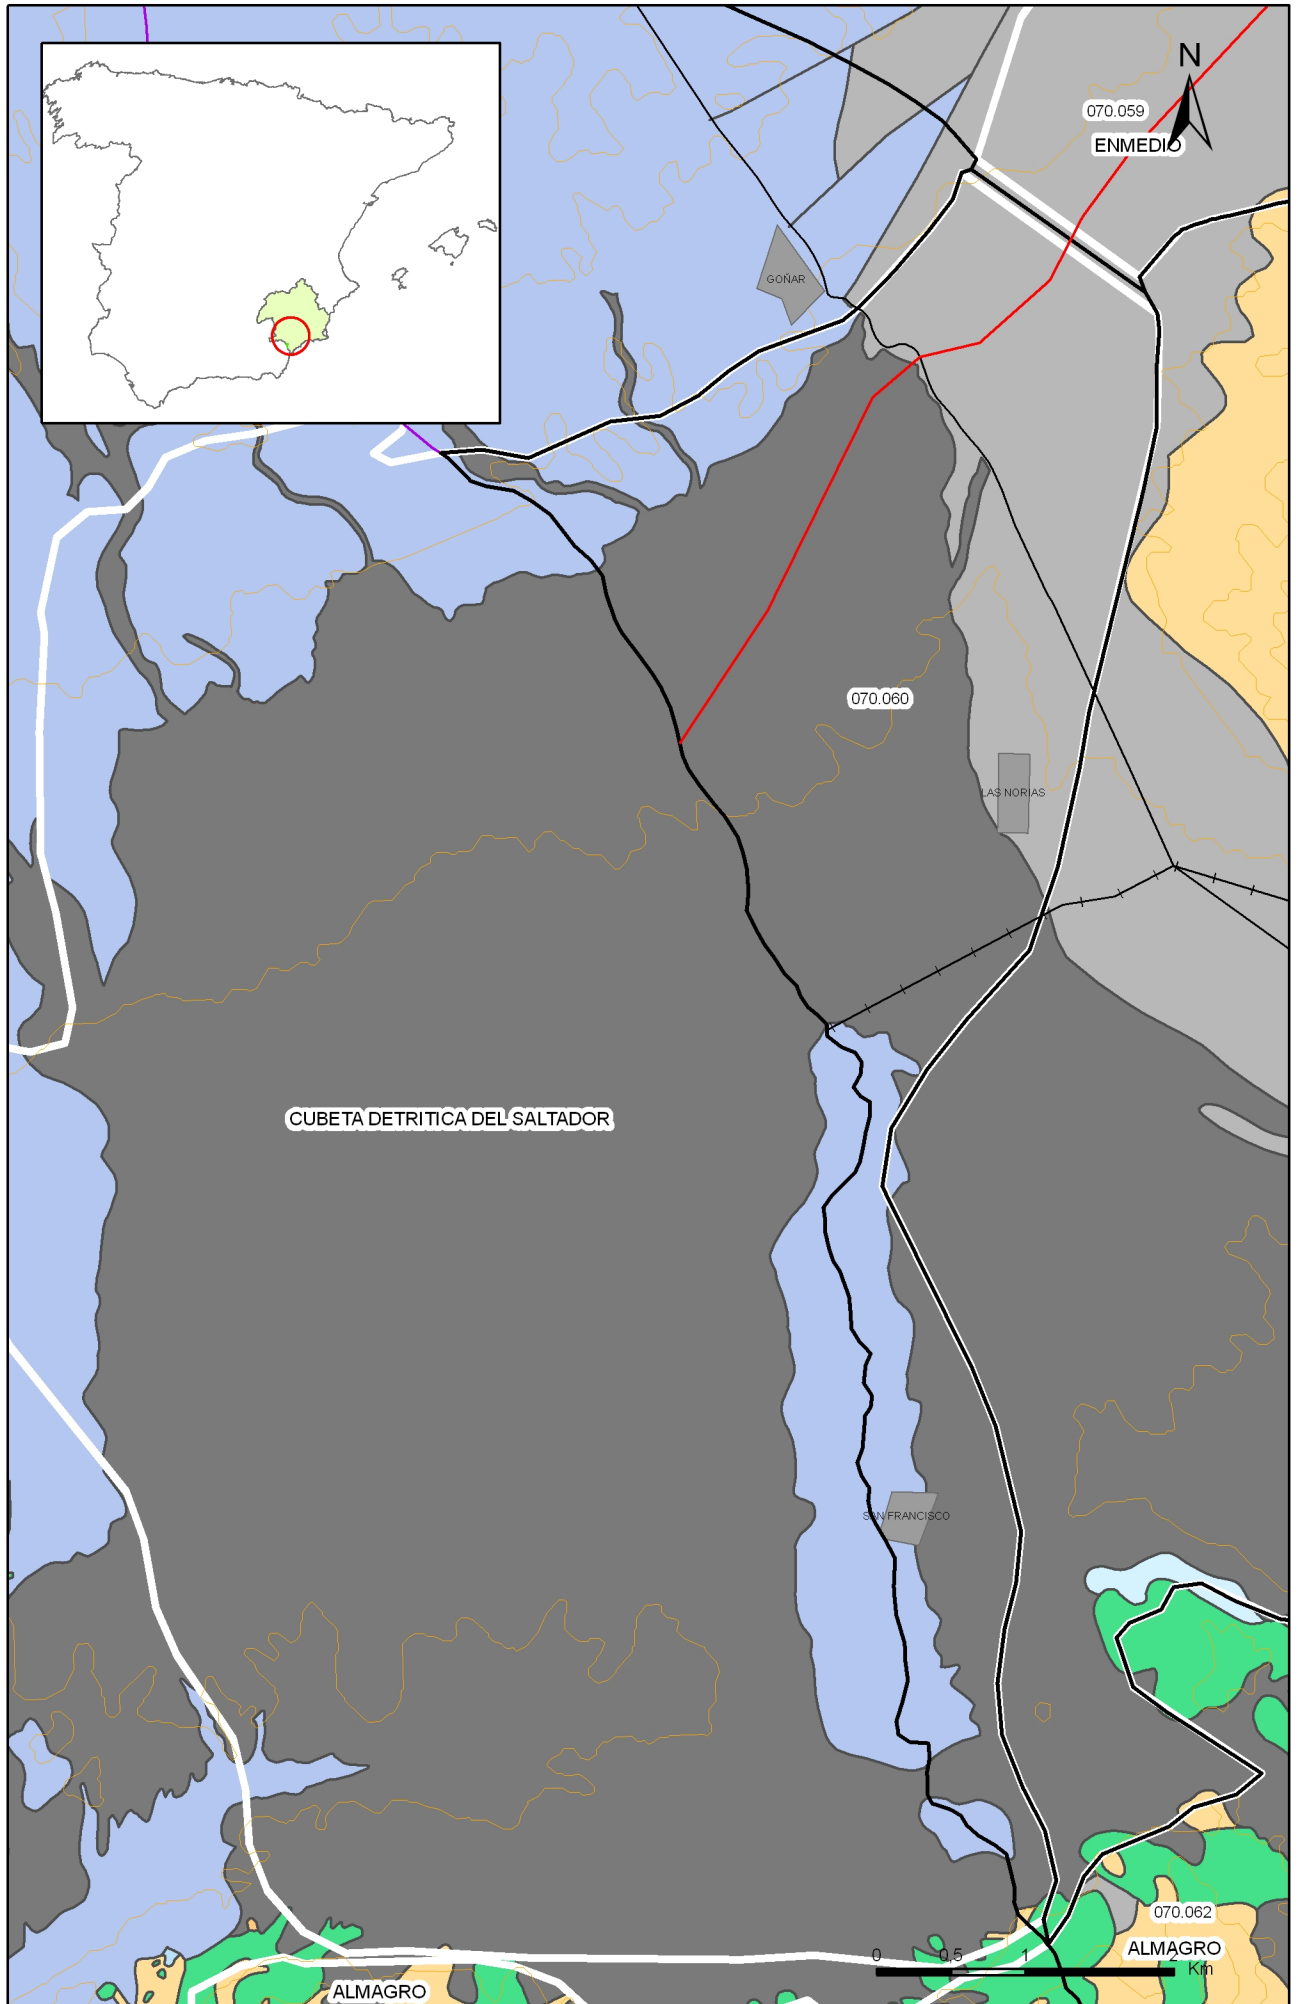 N
070.059
ENMEDIO
GOÑAR
070.060
LAS NORIAS
CUBETA DETRITICA DEL SALTADOR
SAN FRANCISCO
070.062
ALMAGRO
0 0,5 1 2
Km
ALMAGRO